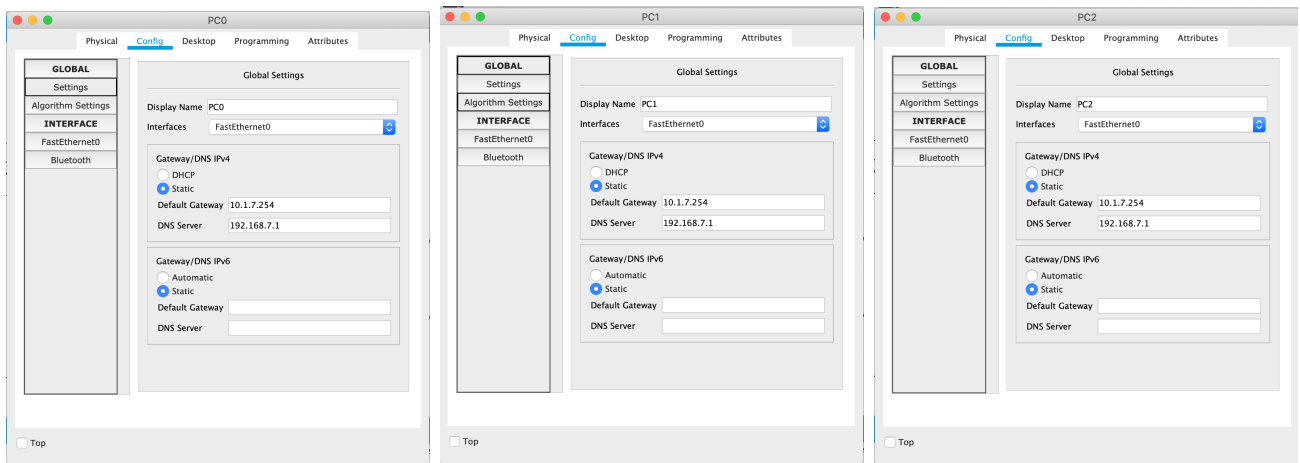 PC0
Physical Config Desktop Programming Attributes
GLOBAL
Settings
Algorithm Settings
INTERFACE
FastEthernet0
Bluetooth
Global Settings
Display Name PC0
Interfaces FastEthernet0
Gateway/DNS IPv4
DHCP
Static
Default Gateway 10.1.7.254
DNS Server 192.168.7.1
Gateway/DNS IPv6
Automatic
Static
Default Gateway
DNS Server
Top
PC1
Physical Config Desktop Programming Attributes
GLOBAL
Settings
Algorithm Settings
INTERFACE
FastEthernet0
Bluetooth
Global Settings
Display Name PC1
Interfaces FastEthernet0
Gateway/DNS IPv4
DHCP
Static
Default Gateway 10.1.7.254
DNS Server 192.168.7.1
Gateway/DNS IPv6
Automatic
Static
Default Gateway
DNS Server
Top
PC2
Physical Config Desktop Programming Attributes
GLOBAL
Settings
Algorithm Settings
INTERFACE
FastEthernet0
Bluetooth
Global Settings
Display Name PC2
Interfaces FastEthernet0
Gateway/DNS IPv4
DHCP
Static
Default Gateway 10.1.7.254
DNS Server 192.168.7.1
Gateway/DNS IPv6
Automatic
Static
Default Gateway
DNS Server
Top